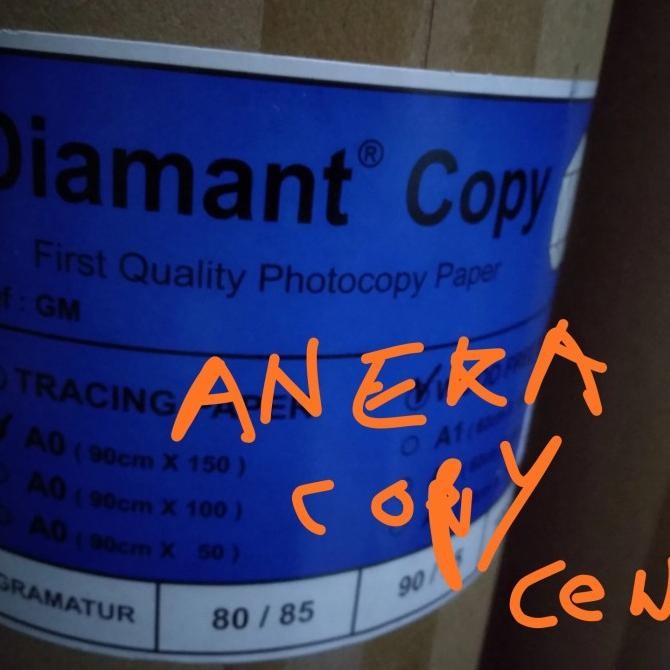 Diamant® Copy
First Quality Photocopy Paper
: GM
TRACING PAPER
A0 ( 90cm X 150 )
A1
A0 ( 90cm X 100 )
A0 ( 90cm X 50 )
GRAMATUR 80 / 85 90 /
ANERA
COPY
CeN